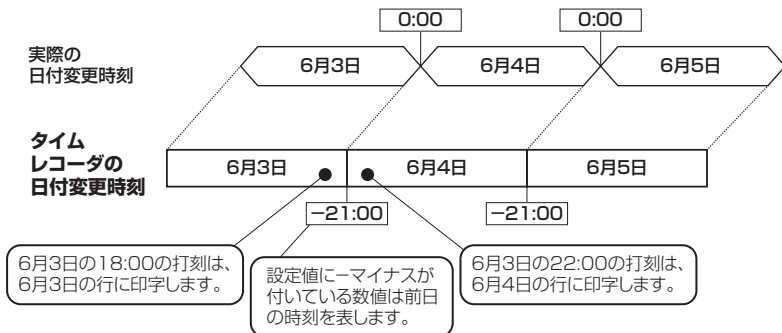 0:00
0:00
実際の
日付変更時刻
6月3日
6月4日
6月5日
タイム
レコーダの
日付変更時刻
6月3日
6月4日
6月5日
−21:00
−21:00
6月3日の18:00の打刻は、
6月3日の行に印字します。
設定値に−マイナスが
付いている数値は前日
の時刻を表します。
6月3日の22:00の打刻は、
6月4日の行に印字します。